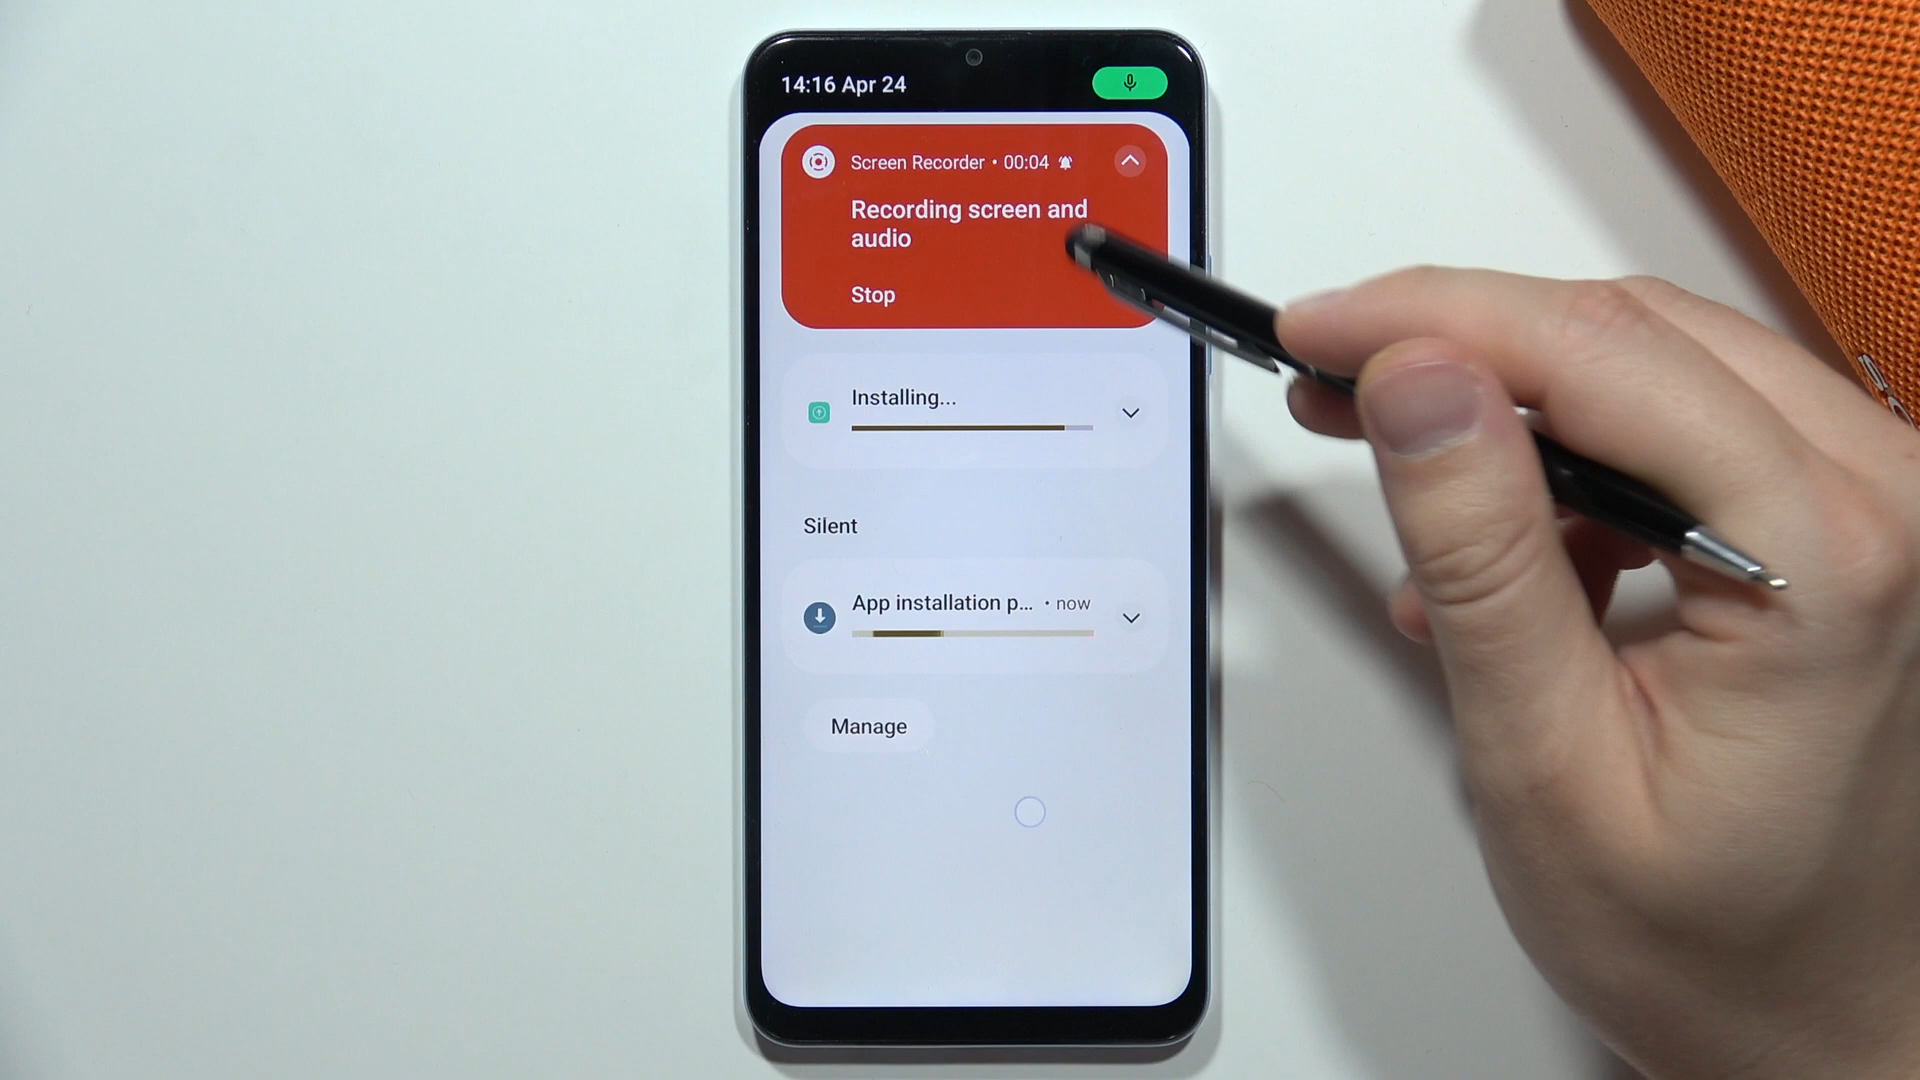 14:16 Apr 24
Screen Recorder • 00:04
Recording screen and
audio
Stop
Installing...
Silent
App installation p... • now
Manage